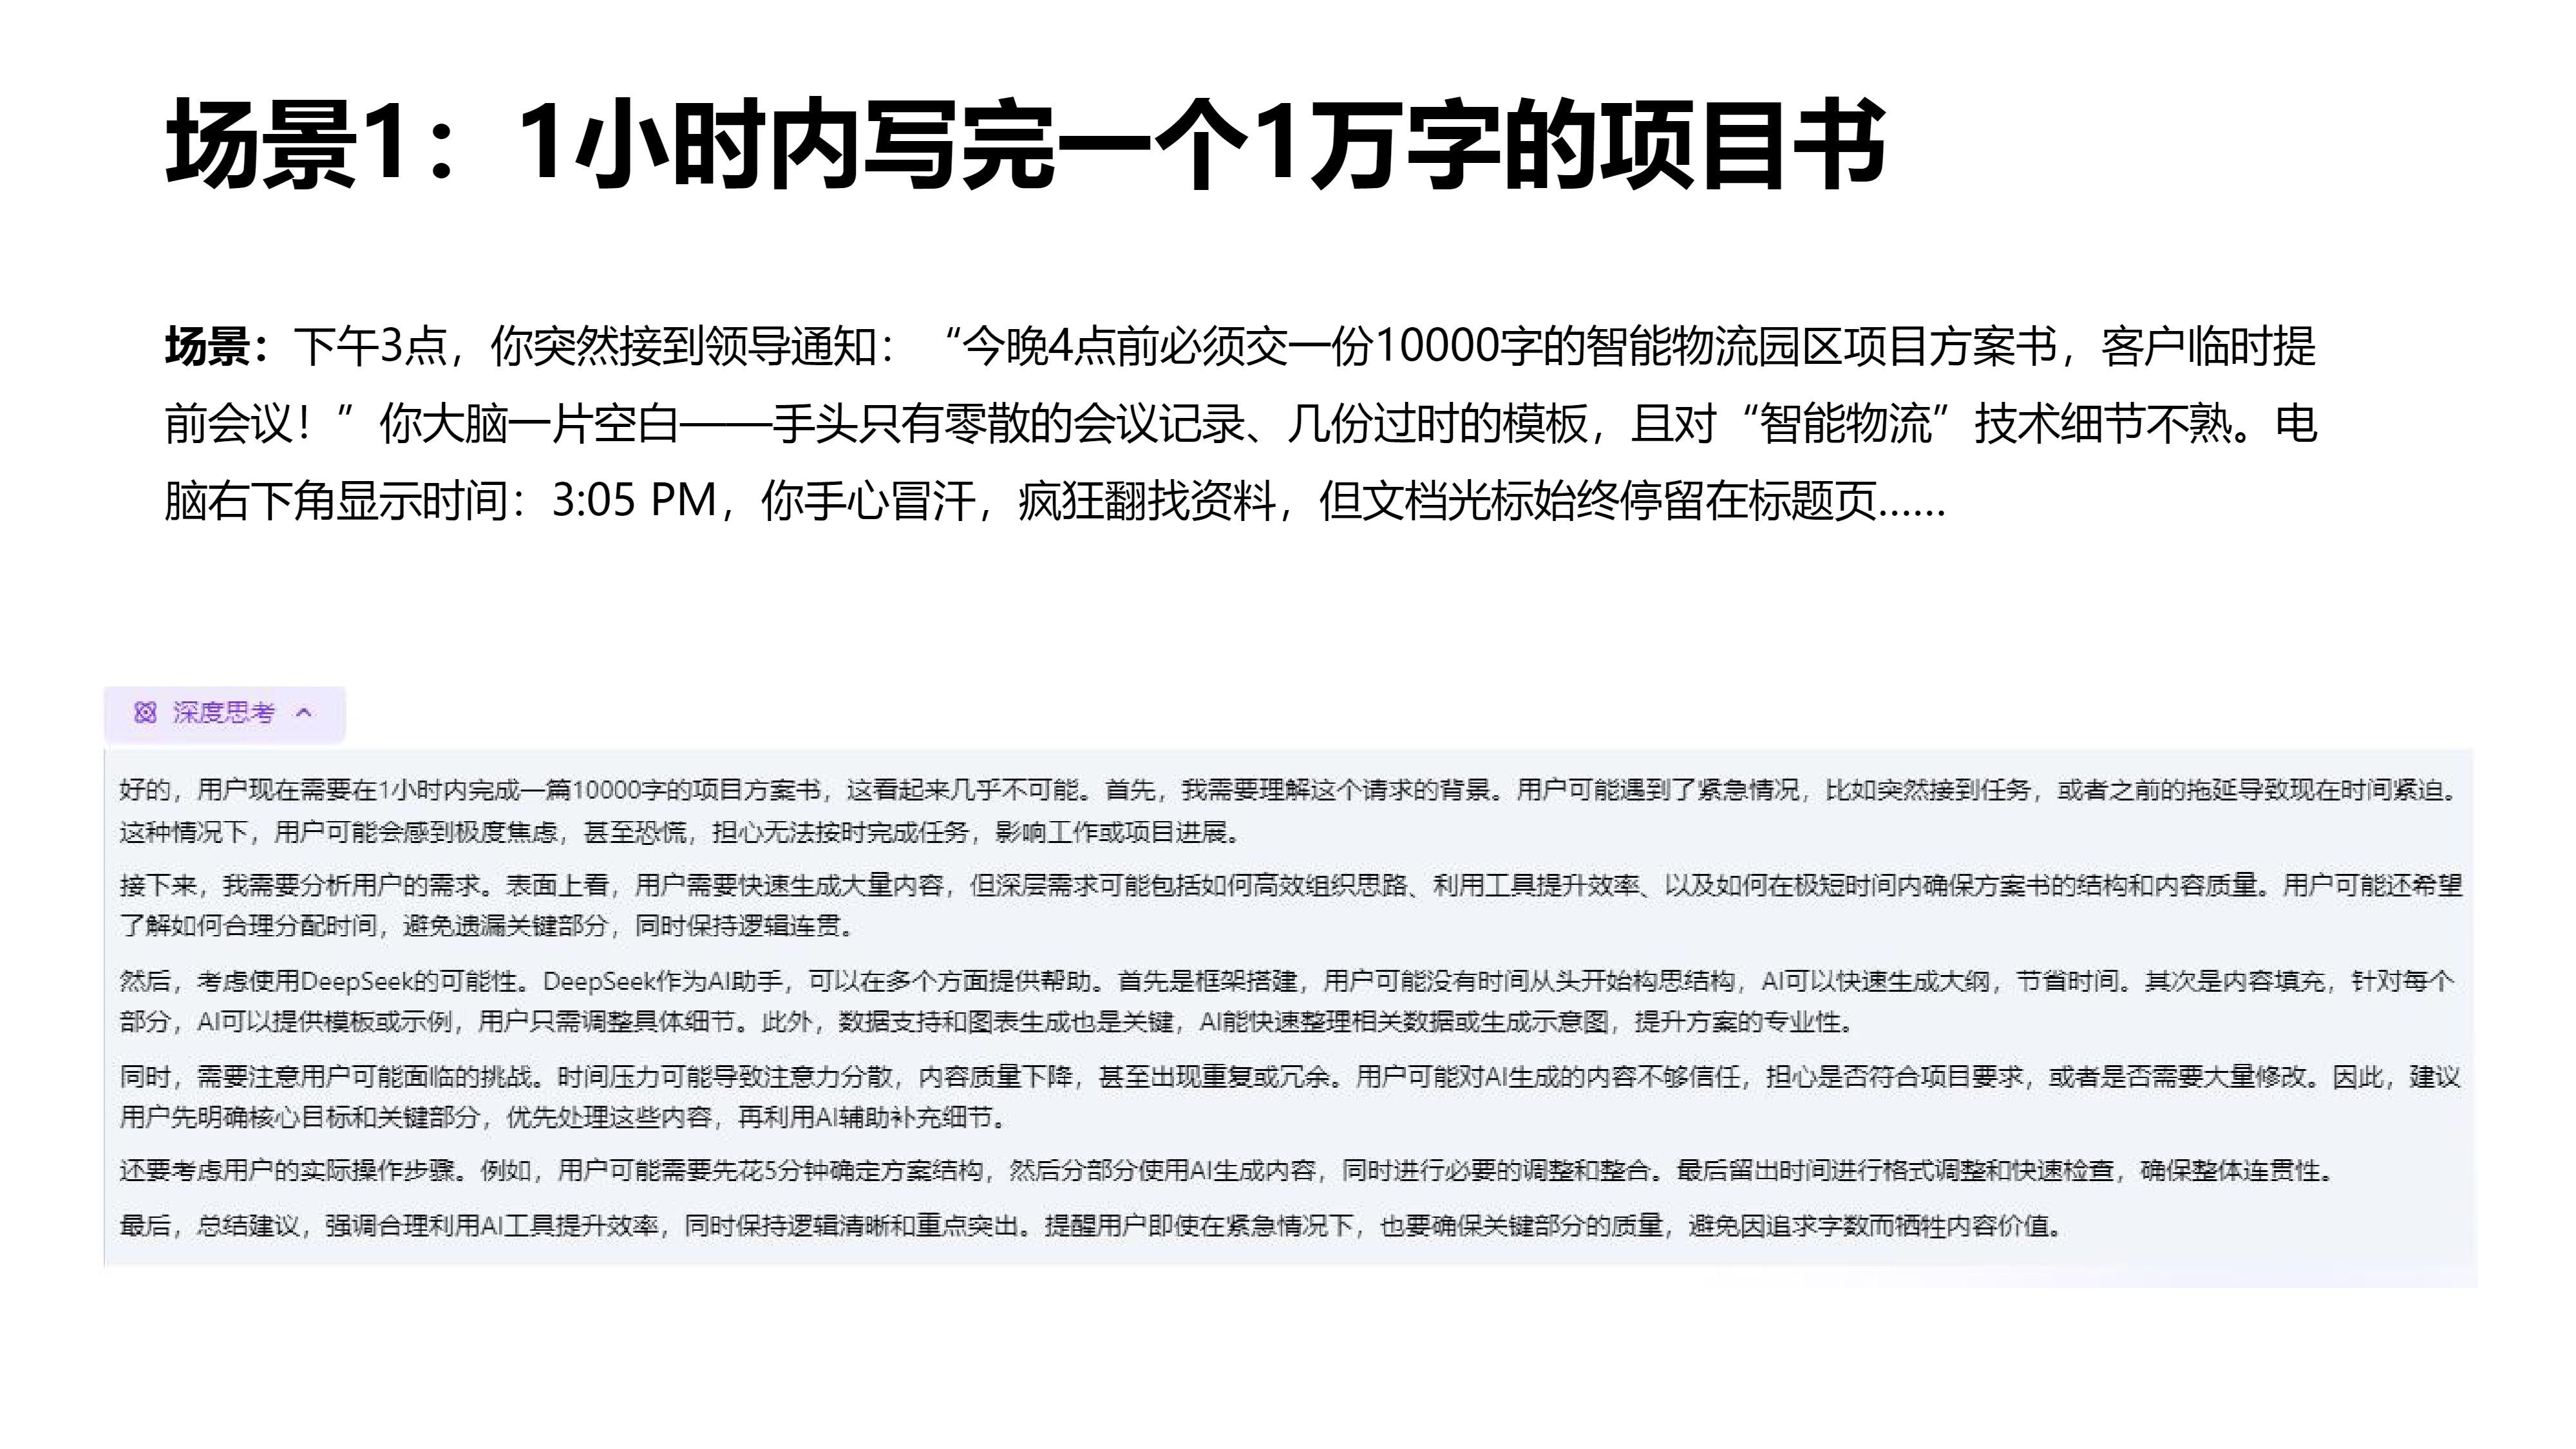 场景1：1小时内写完一个1万字的项目书
场景：下午3点，你突然接到领导通知：“今晚4点前必须交一份10000字的智能物流园区项目方案书，客户临时提
前会议！”你大脑一片空白——手头只有零散的会议记录、几份过时的模板，且对“智能物流”技术细节不熟。电
脑右下角显示时间：3:05 PM，你手心冒汗，疯狂翻找资料，但文档光标始终停留在标题页……
深度思考
好的，用户现在需要在1小时内完成一篇10000字的项目方案书，这看起来几乎不可能。首先，我需要理解这个请求的背景。用户可能遇到了紧急情况，比如突然接到任务，或者之前的拖延导致现在时间紧迫。
这种情况下，用户可能会感到极度焦虑，甚至恐慌，担心无法按时完成任务，影响工作或项目进展。
接下来，我需要分析用户的需求。表面上看，用户需要快速生成大量内容，但深层需求可能包括如何高效组织思路、利用工具提升效率、以及如何在极短时间内确保方案书的结构和内容质量。用户可能还希望
了解如何合理分配时间，避免遗漏关键部分，同时保持逻辑连贯。
然后，考虑使用DeepSeek的可能性。DeepSeek作为AI助手，可以在多个方面提供帮助。首先是框架搭建，用户可能没有时间从头开始构思结构，AI可以快速生成大纲，节省时间。其次是内容填充，针对每个
部分，AI可以提供模板或示例，用户只需调整具体细节。此外，数据支持和图表生成也是关键，AI能快速整理相关数据或生成示意图，提升方案的专业性。
同时，需要注意用户可能面临的挑战。时间压力可能导致注意力分散，内容质量下降，甚至出现重复或冗余。用户可能对AI生成的内容不够信任，担心是否符合项目要求，或者是否需要大量修改。因此，建议
用户先明确核心目标和关键部分，优先处理这些内容，再利用AI辅助补充细节。
还要考虑用户的实际操作步骤。例如，用户可能需要先花5分钟确定方案结构，然后分部分使用AI生成内容，同时进行必要的调整和整合。最后留出时间进行格式调整和快速检查，确保整体连贯性。
最后，总结建议，强调合理利用AI工具提升效率，同时保持逻辑清晰和重点突出。提醒用户即使在紧急情况下，也要确保关键部分的质量，避免因追求字数而牺牲内容价值。